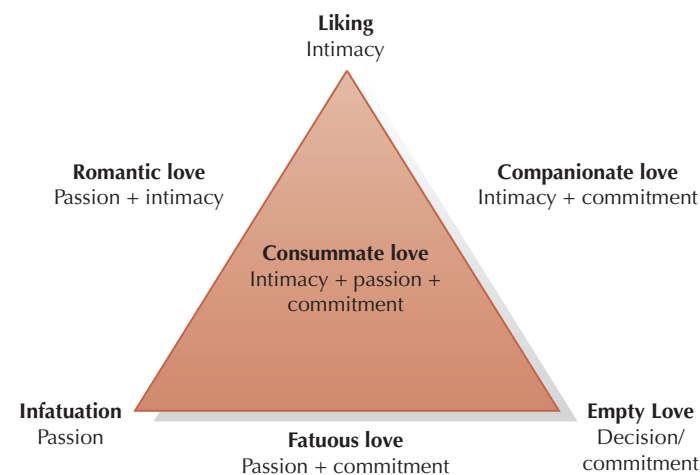 Liking
Intimacy
Romantic love
Passion + intimacy
Companionate love
Intimacy + commitment
Consummate love
Intimacy + passion +
commitment
Infatuation
Passion
Fatuous love
Passion + commitment
Empty Love
Decision/
commitment